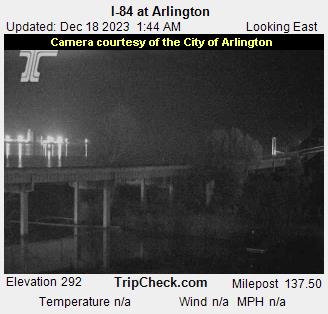 I-84 at Arlington
Updated: Dec 18 2023 1:44 AM Looking East
Camera courtesy of the City of Arlington
Elevation 292 TripCheck.com Milepost 137.50
Temperature n/a Wind n/a MPH n/a